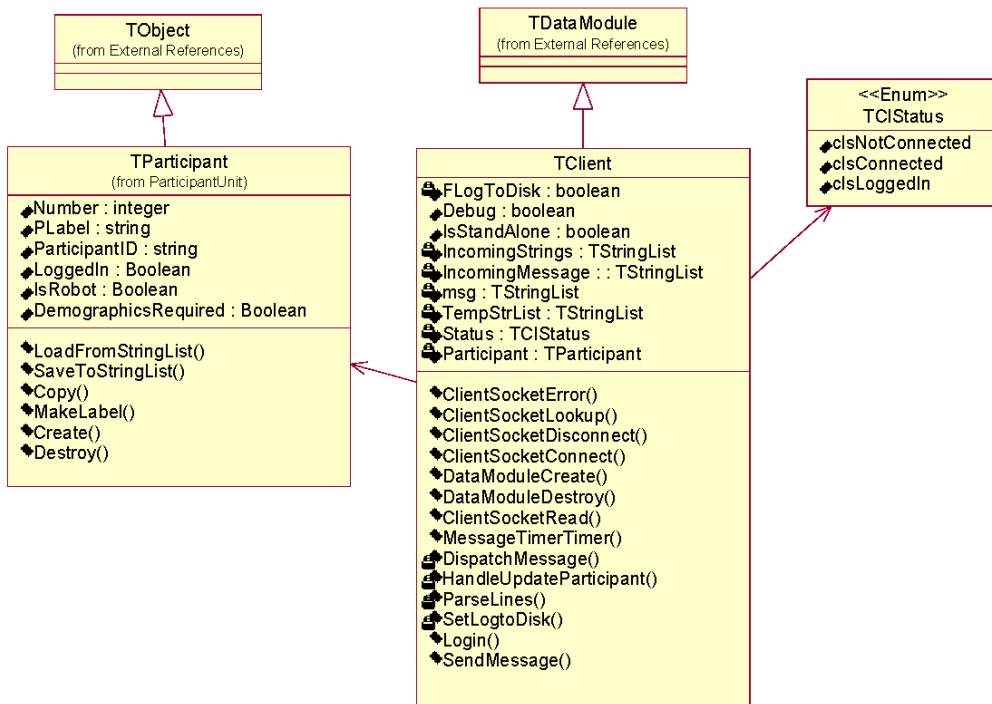 TObject
(from External References)
TDataModule
(from External References)
<<Enum>>
TClStatus
clsNotConnected
clsConnected
clsLoggedIn
TParticipant
(from ParticipantUnit)
Number : integer
PLabel : string
ParticipantID : string
LoggedIn : Boolean
IsRobot : Boolean
DemographicsRequired : Boolean
LoadFromStringList()
SaveToStringList()
Copy()
MakeLabel()
Create()
Destroy()
TClient
FLogToDisk : boolean
Debug : boolean
IsStandAlone : boolean
IncomingStrings : TStringList
IncomingMessage : : TStringList
msg : TStringList
TempStrList : TStringList
Status : TClStatus
Participant : TParticipant
ClientSocketError()
ClientSocketLookup()
ClientSocketDisconnect()
ClientSocketConnect()
DataModuleCreate()
DataModuleDestroy()
ClientSocketRead()
MessageTimerTimer()
DispatchMessage()
HandleUpdateParticipant()
ParseLines()
SetLogtoDisk()
Login()
SendMessage()